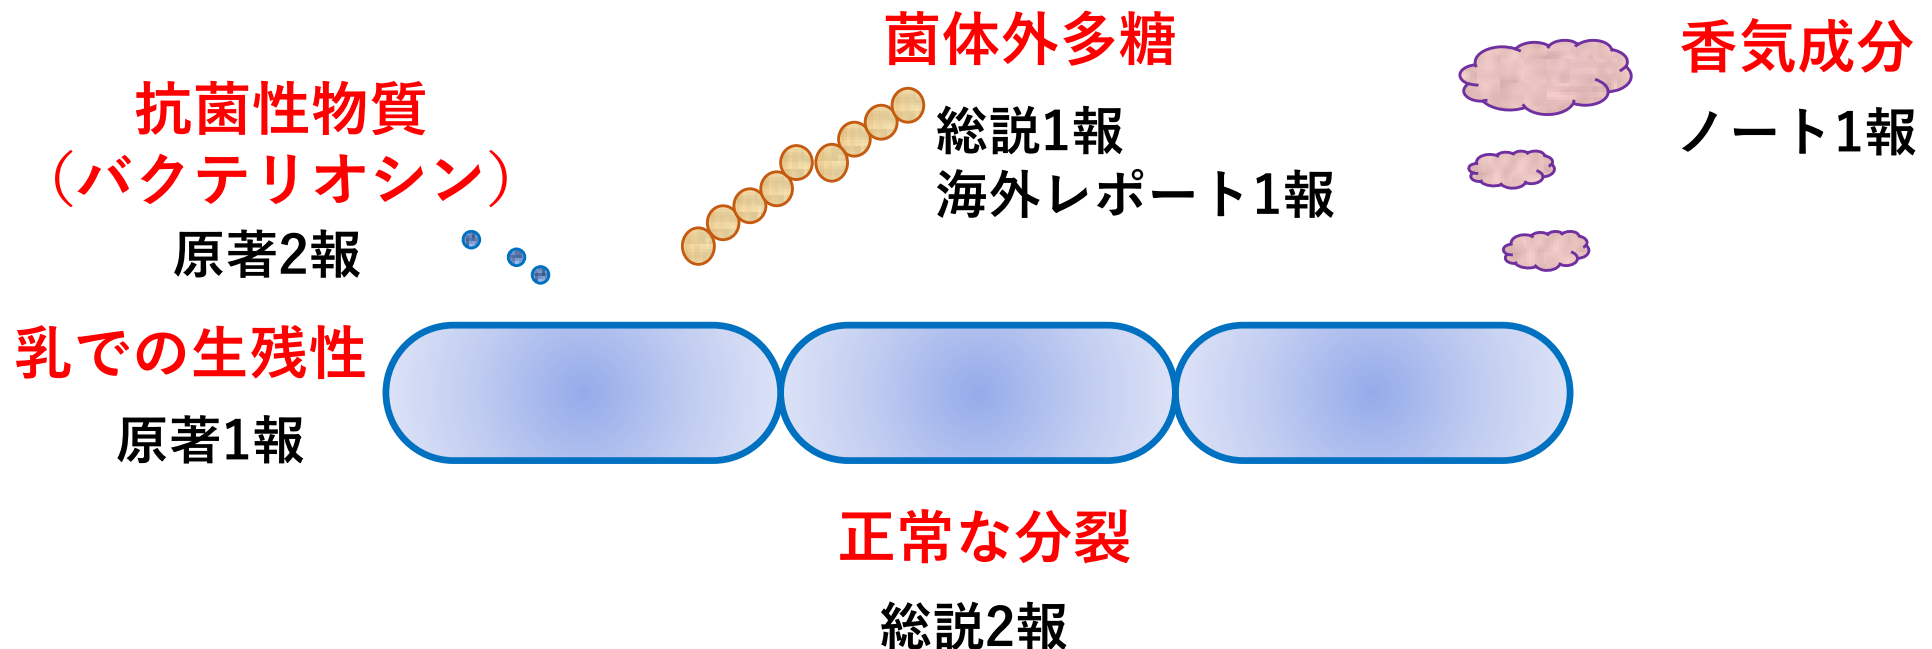 抗菌性物質
（バクテリオシン）
原著2報
乳での生残性
原著1報
菌体外多糖
総説1報
海外レポート1報
香気成分
ノート1報
正常な分裂
総説2報